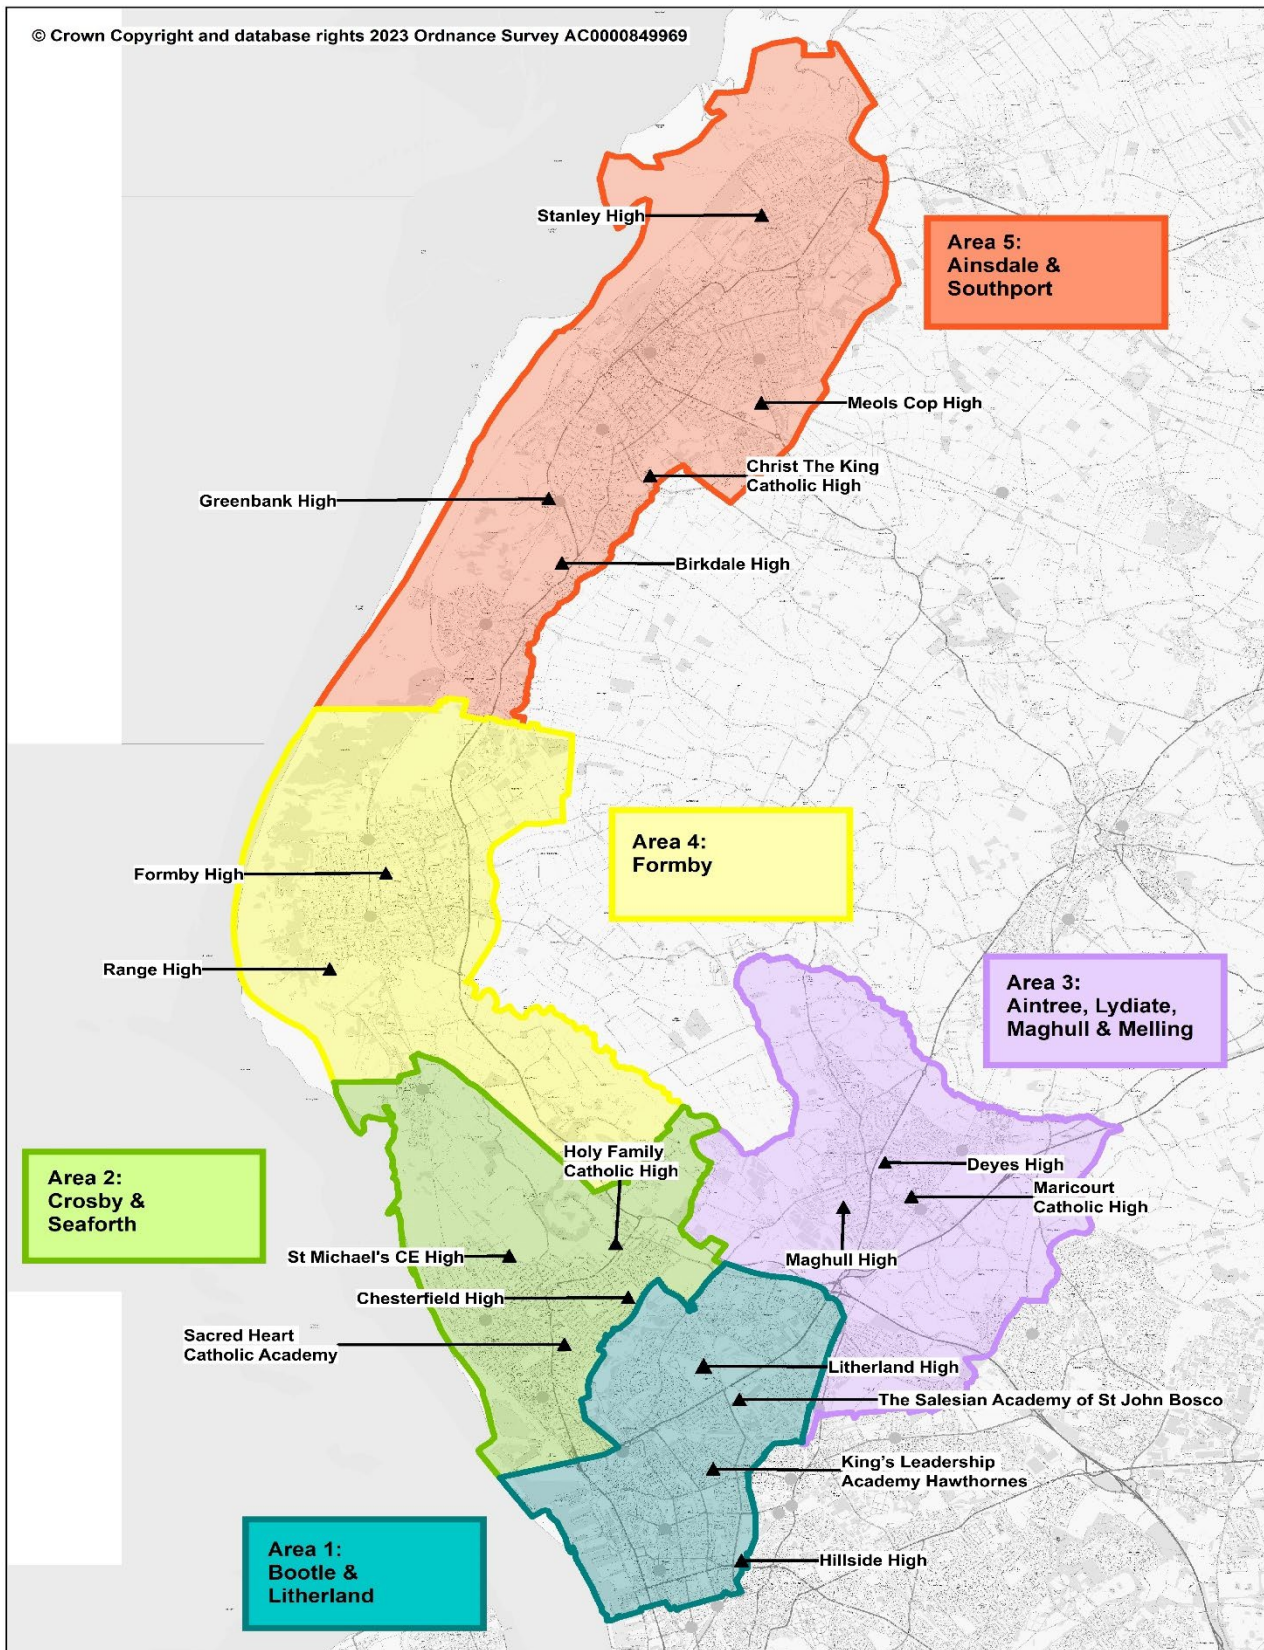 © Crown Copyright and database rights 2023 Ordnance Survey AC0000849969
Stanley High
Area 5:
Ainsdale &
Southport
Meols Cop High
Christ The King
Catholic High
Greenbank High
Birkdale High
Area 4:
Formby
Formby High
Range High
Area 3:
Aintree, Lydiate,
Maghull & Melling
Holy Family
Catholic High
Deyes High
Area 2:
Crosby &
Seaforth
Maricourt
Catholic High
St Michael's CE High
Maghull High
Chesterfield High
Sacred Heart
Catholic Academy
Litherland High
The Salesian Academy of St John Bosco
King’s Leadership
Academy Hawthornes
Area 1:
Bootle &
Litherland
Hillside High